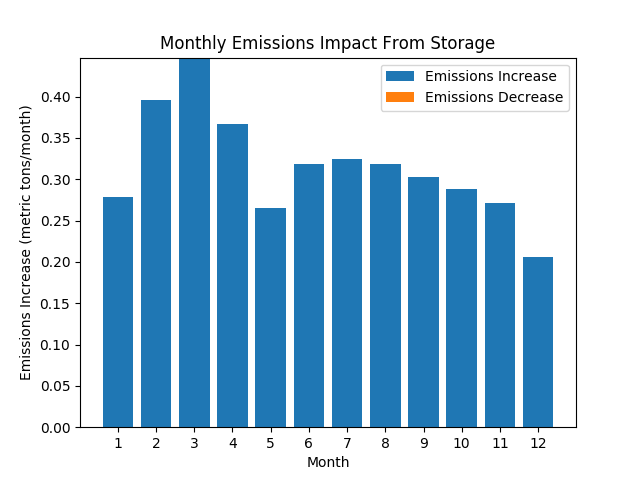 Monthly Emissions Impact From Storage
Emissions Increase
Emissions Decrease
Emissions Increase (metric tons/month)
0.40
0.35
0.30
0.25
0.20
0.15
0.10
0.05
0.00
1 2 3 4 5 6 7 8 9 10 11 12
Month